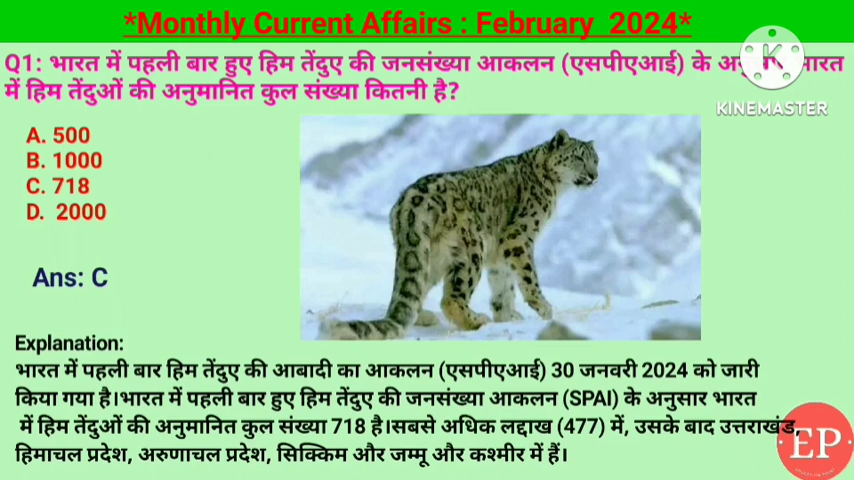 *Monthly Current Affairs : February 2024*
Q1: भारत में पहली बार हुए हिम तेंदुए की जनसंख्या आकलन (एसपीएआई) के भारत
में हिम तेंदुओं की अनुमानित कुल संख्या कितनी है?
KINEMASTER
A. 500
B. 1000
C. 718
D. 2000
Ans: C
Explanation:
भारत में पहली बार हिम तेंदुए की आबादी का आकलन (एसपीएआई) 30 जनवरी 2024 को जारी
किया गया है।भारत में पहली बार हुए हिम तेंदुए की जनसंख्या आकलन (SPAI) के अनुसार भारत
में हिम तेंदुओं की अनुमानित कुल संख्या 718 है।सबसे अधिक लद्दाख (477) में, उसके बाद उत्तराखंड,
हिमाचल प्रदेश, अरुणाचल प्रदेश, सिक्किम और जम्मू और कश्मीर में हैं।
EP